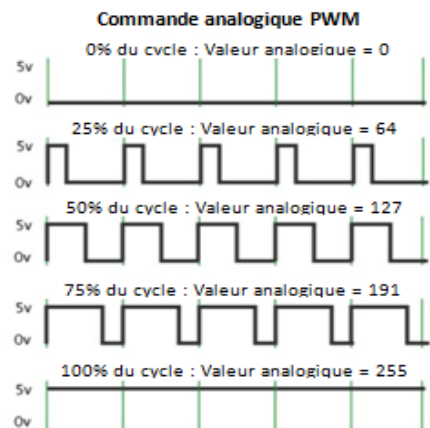 Commande analogique PWM
0% du cycle : Valeur analogique = 0
5v
0v
25% du cycle : Valeur analogique = 64
5v
0v
50% du cycle : Valeur analogique = 127
5v
0v
75% du cycle : Valeur analogique = 191
5v
0v
100% du cycle : Valeur analogique = 255
5v
0v